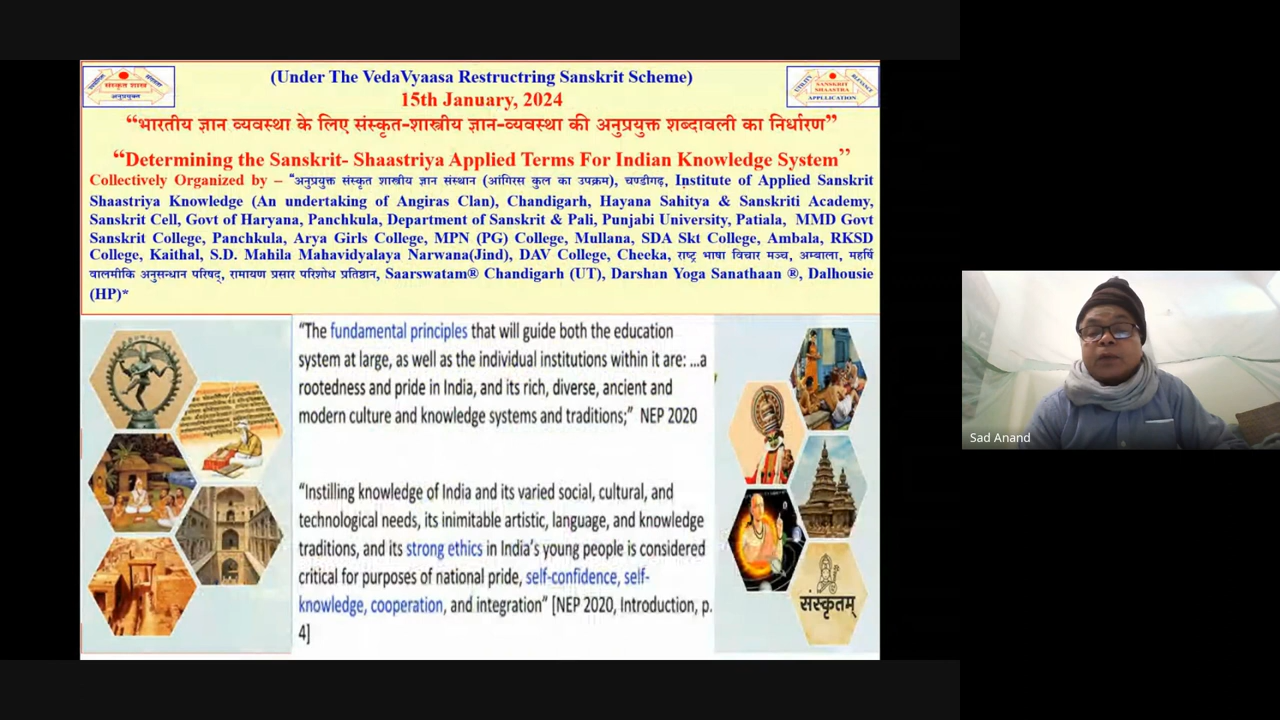 (Under The VedaVyaasa Restructring Sanskrit Scheme)
15th January, 2024
“भारतीय ज्ञान व्यवस्था के लिए संस्कृत-शास्त्रीय ज्ञान-व्यवस्था की अनुप्रयुक्त शब्दावली का निर्धारण”
“Determining the Sanskrit- Shaastriya Applied Terms For Indian Knowledge System”
Collectively Organized by – “अनुप्रयुक्त संस्कृत शास्त्रीय ज्ञान संस्थान (आंगिरस कुल का उपक्रम), चण्डीगढ़, Institute of Applied Sanskrit
Shaastriya Knowledge (An undertaking of Angiras Clan), Chandigarh, Hayana Sahitya & Sanskriti Academy,
Sanskrit Cell, Govt of Haryana, Panchkula, Department of Sanskrit & Pali, Punjabi University, Patiala, MMD Govt
Sanskrit College, Panchkula, Arya Girls College, MPN (PG) College, Mullana, SDA Skt College, Ambala, RKSD
College, Kaithal, S.D. Mahila Mahavidyalaya Narwana(Jind), DAV College, Cheeka, राष्ट्र भाषा विचार मञ्च, अम्बाला, महर्षि
वाल्मीकि अनुसन्धान परिषद्, रामायण प्रसार परिशोध प्रतिष्ठान, Saarswatam® Chandigarh (UT), Darshan Yoga Sanathaan ®, Dalhousie
(HP)*
संस्कृत शास्त्र
अनुप्रयुक्तः
SANSKRIT
SHAASTRA
APPLICATION
“The fundamental principles that will guide both the education
system at large, as well as the individual institutions within it are: ...a
rootedness and pride in India, and its rich, diverse, ancient and
modern culture and knowledge systems and traditions;” NEP 2020
“Instilling knowledge of India and its varied social, cultural, and
technological needs, its inimitable artistic, language, and knowledge
traditions, and its strong ethics in India’s young people is considered
critical for purposes of national pride, self-confidence, self-
knowledge, cooperation, and integration” [NEP 2020, Introduction, p.
4]
संस्कृतम्
Sad Anand